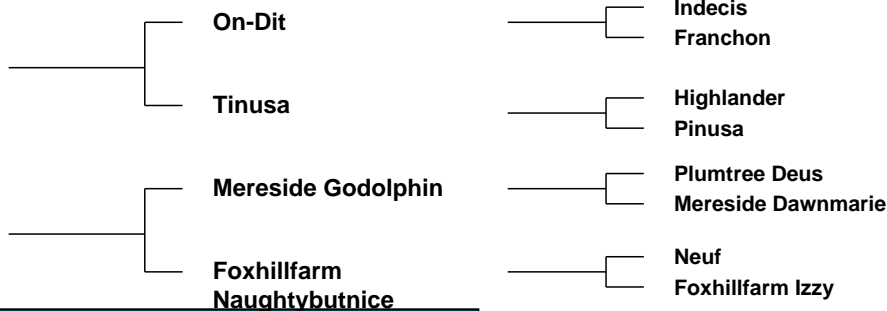 On-Dit
Indecis
Franchon
Tinusa
Highlander
Pinusa
Mereside Godolphin
Plumtree Deus
Mereside Dawnmarie
Foxhillfarm
Naughtybutnice
Neuf
Foxhillfarm Izzy